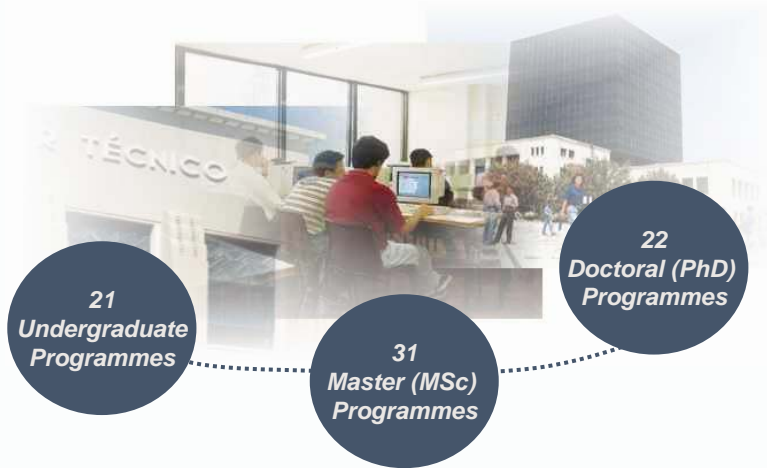 R TÉCNICO
21
Undergraduate
Programmes
31
Master (MSc)
Programmes
22
Doctoral (PhD)
Programmes